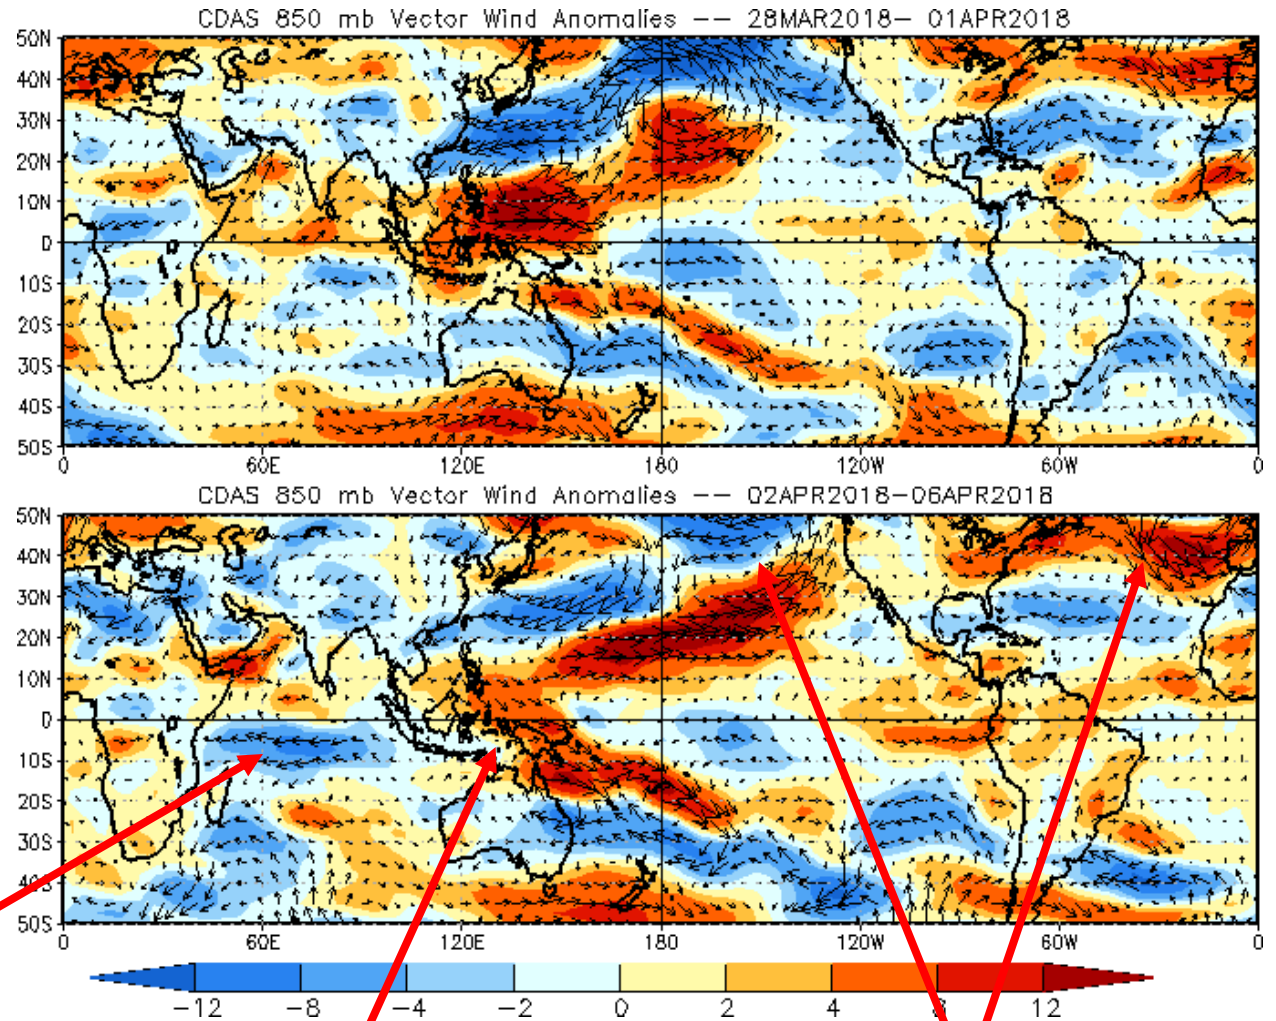 CDAS 850 mb Vector Wind Anomalies -- 28MAR2018- 01APR2018
50N
40N
30N
20N
10N
0
10S
20S
30S
40S
50S
0 60E 120E 180 120W 60W 0
CDAS 850 mb Vector Wind Anomalies -- 02APR2018-06APR2018
50N
40N
30N
20N
10N
0
10S
20S
30S
40S
50S
0 60E 120E 180 120W 60W 0
-12 -8 -4 -2 0 2 4 8 12